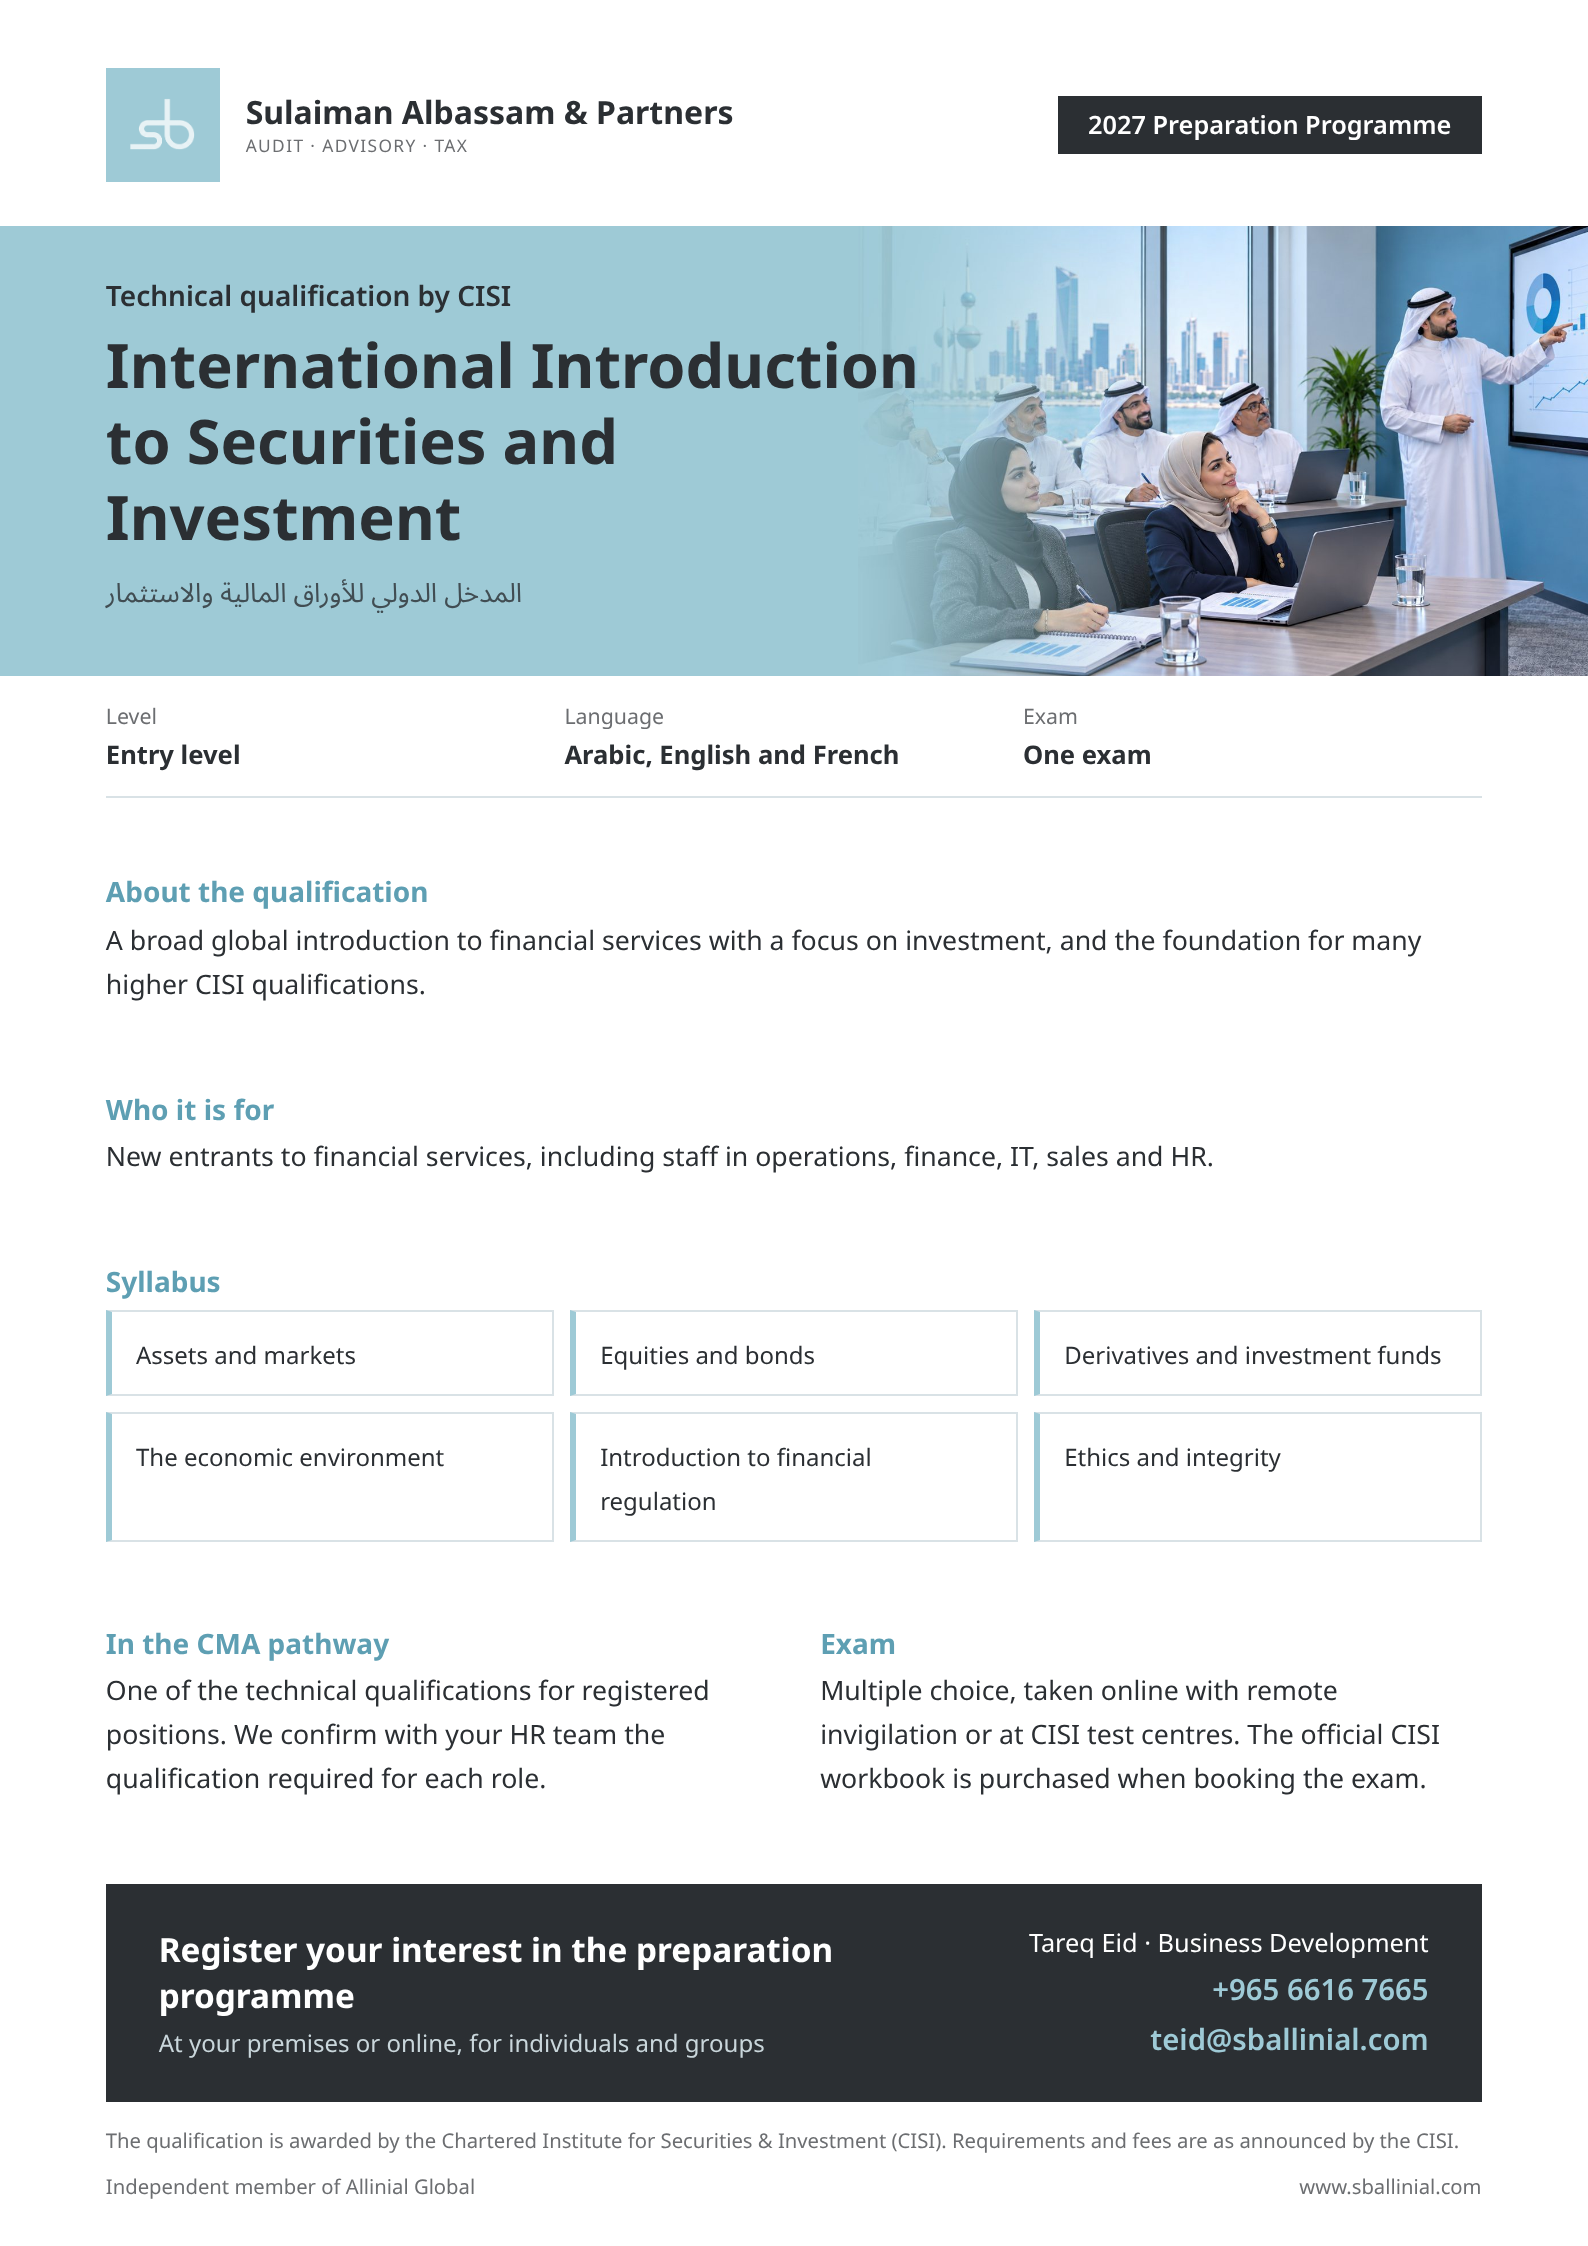 sb
Sulaiman Albassam & Partners
AUDIT · ADVISORY · TAX
2027 Preparation Programme
Technical qualification by CISI
International Introduction
to Securities and
Investment
المدخل الدولي للأوراق المالية والاستثمار
Level
Entry level
Language
Arabic, English and French
Exam
One exam
About the qualification
A broad global introduction to financial services with a focus on investment, and the foundation for many
higher CISI qualifications.
Who it is for
New entrants to financial services, including staff in operations, finance, IT, sales and HR.
Syllabus
Assets and markets
Equities and bonds
Derivatives and investment funds
The economic environment
Introduction to financial
regulation
Ethics and integrity
In the CMA pathway
One of the technical qualifications for registered
positions. We confirm with your HR team the
qualification required for each role.
Exam
Multiple choice, taken online with remote
invigilation or at CISI test centres. The official CISI
workbook is purchased when booking the exam.
Register your interest in the preparation
programme
At your premises or online, for individuals and groups
Tareq Eid · Business Development
+965 6616 7665
teid@sballinial.com
The qualification is awarded by the Chartered Institute for Securities & Investment (CISI). Requirements and fees are as announced by the CISI.
Independent member of Allinial Global
www.sballinial.com